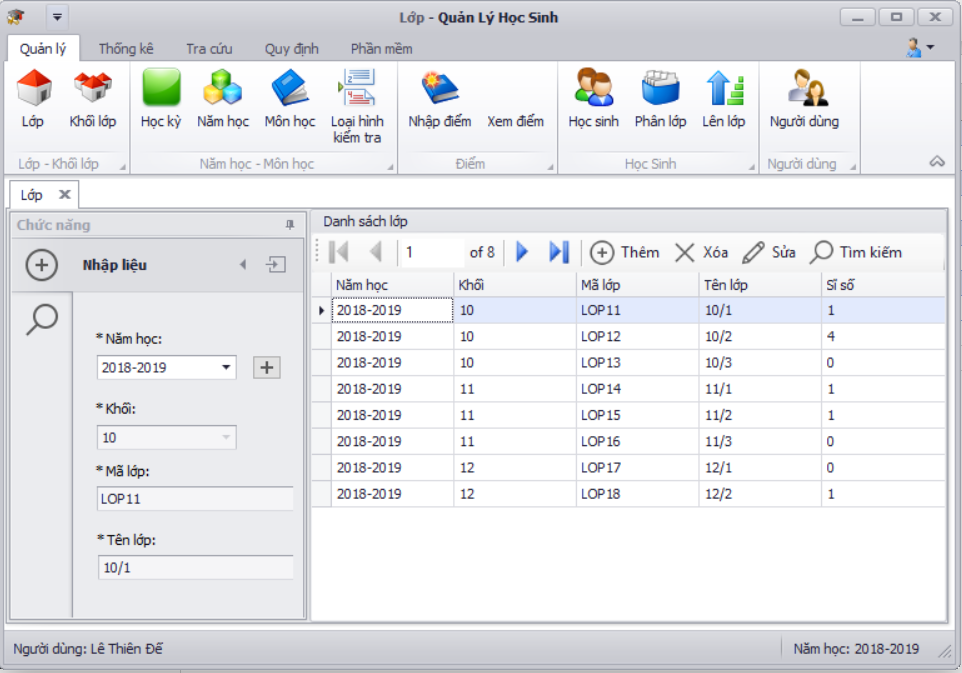 Lớp - Quản Lý Học Sinh
Quản lý Thống kê Tra cứu Quy định Phần mềm
Lớp Khối lớp Học kỳ Năm học Môn học Loại hình kiểm tra Nhập điểm Xem điểm Học sinh Phân lớp Lên lớp Người dùng
Lớp - Khối lớp Năm học - Môn học Điểm Học Sinh Người dùng
Lớp
Chức năng
Nhập liệu
* Năm học:
2018-2019
* Khối:
10
* Mã lớp:
LOP11
* Tên lớp:
10/1
Danh sách lớp
1 of 8 Thêm Xóa Sửa Tìm kiếm
Năm học Khối Mã lớp Tên lớp Sĩ số
2018-2019 10 LOP11 10/1 1
2018-2019 10 LOP12 10/2 4
2018-2019 10 LOP13 10/3 0
2018-2019 11 LOP14 11/1 1
2018-2019 11 LOP15 11/2 1
2018-2019 11 LOP16 11/3 0
2018-2019 12 LOP17 12/1 0
2018-2019 12 LOP18 12/2 1
Người dùng: Lê Thiên Đế
Năm học: 2018-2019